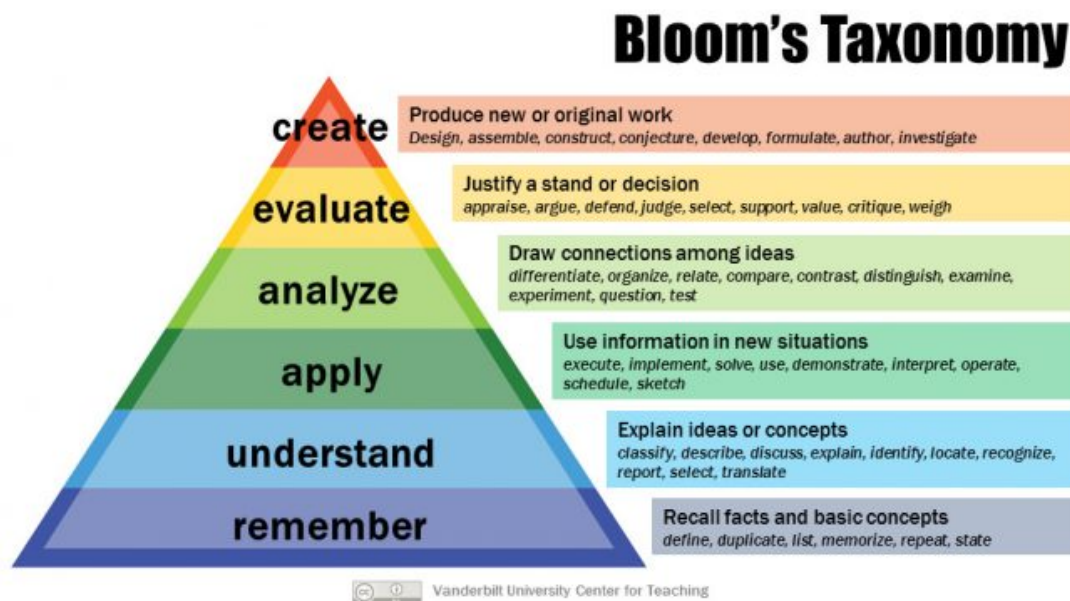 Bloom's Taxonomy
create
Produce new or original work
Design, assemble, construct, conjecture, develop, formulate, author, investigate
evaluate
Justify a stand or decision
appraise, argue, defend, judge, select, support, value, critique, weigh
analyze
Draw connections among ideas
differentiate, organize, relate, compare, contrast, distinguish, examine,
experiment, question, test
apply
Use information in new situations
execute, implement, solve, use, demonstrate, interpret, operate,
schedule, sketch
understand
Explain ideas or concepts
classify, describe, discuss, explain, identify, locate, recognize,
report, select, translate
remember
Recall facts and basic concepts
define, duplicate, list, memorize, repeat, state
cc
Vanderbilt University Center for Teaching